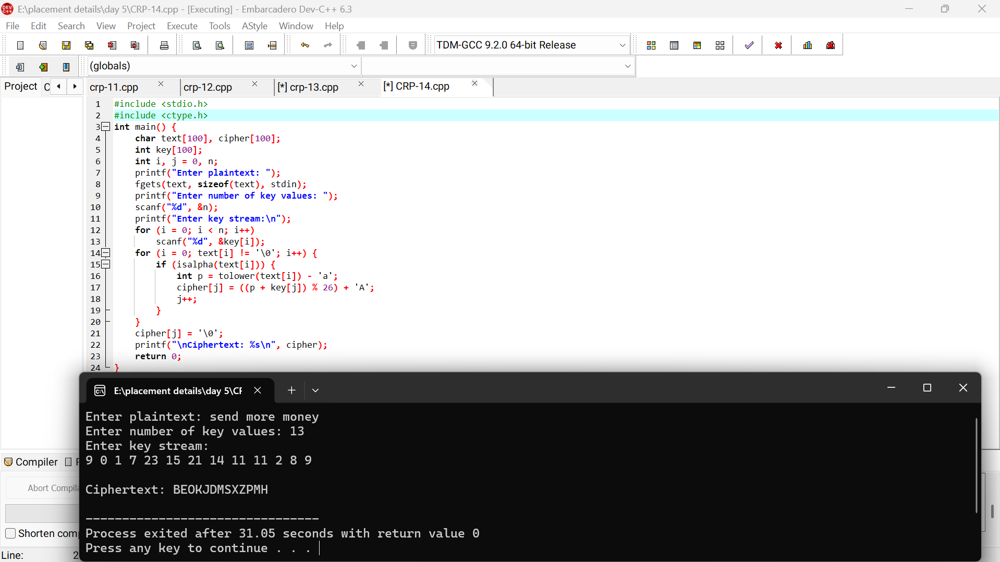 E:\placement details\day 5\CRP-14.cpp - [Executing] - Embarcadero Dev-C++ 6.3
File Edit Search View Project Execute Tools AStyle Window Help
TDM-GCC 9.2.0 64-bit Release
(globals)
Project C crp-11.cpp crp-12.cpp [*] crp-13.cpp [*] CRP-14.cpp
1 #include <stdio.h>
2 #include <ctype.h>
3 int main() {
4 char text[100], cipher[100];
5 int key[100];
6 int i, j = 0, n;
7 printf("Enter plaintext: ");
8 fgets(text, sizeof(text), stdin);
9 printf("Enter number of key values: ");
10 scanf("%d", &n);
11 printf("Enter key stream:\n");
12 for (i = 0; i < n; i++)
13 scanf("%d", &key[i]);
14 for (i = 0; text[i] != '\0'; i++) {
15 if (isalpha(text[i])) {
16 int p = tolower(text[i]) - 'a';
17 cipher[j] = ((p + key[j]) % 26) + 'A';
18 j++;
19 }
20 }
21 cipher[j] = '\0';
22 printf("\nCiphertext: %s\n", cipher);
23 return 0;
24 }
E:\placement details\day 5\CF
Enter plaintext: send more money
Enter number of key values: 13
Enter key stream:
9 0 1 7 23 15 21 14 11 11 2 8 9
Ciphertext: BEOKJDMSXZPMH
--------------------------------
Process exited after 31.05 seconds with return value 0
Press any key to continue . . .
Compiler
Abort Compila
Shorten comp
Line: 2